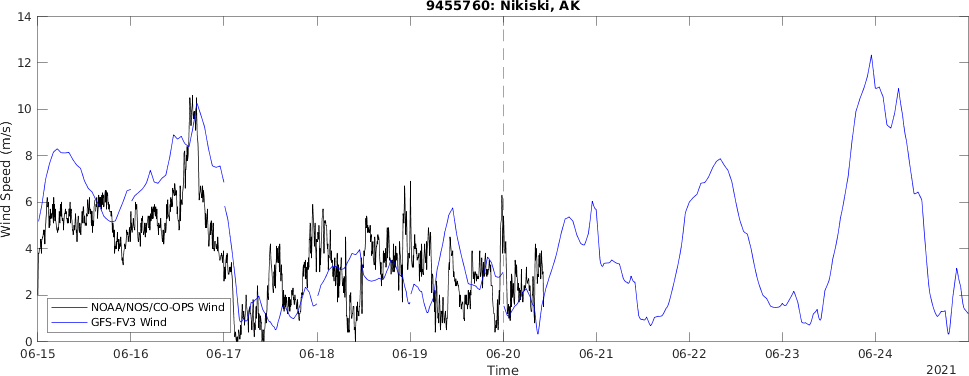 9455760: Nikiski, AK
14
12
10
8
6
4
2
0
Wind Speed (m/s)
NOAA/NOS/CO-OPS Wind
GFS-FV3 Wind
06-15 06-16 06-17 06-18 06-19 06-20 06-21 06-22 06-23 06-24
Time
2021